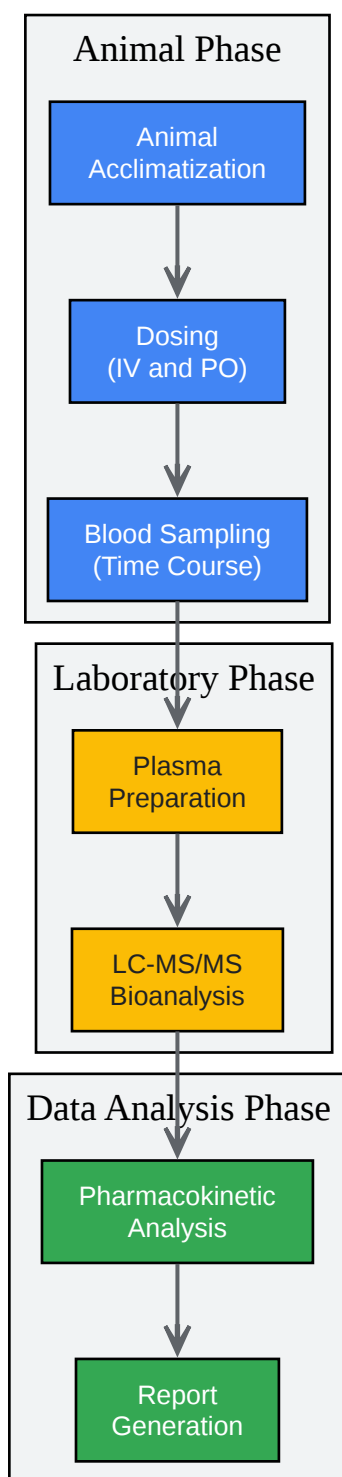 Animal Phase
Animal
Acclimatization
Dosing
(IV and PO)
Blood Sampling
(Time Course)
Laboratory Phase
Plasma
Preparation
LC-MS/MS
Bioanalysis
Data Analysis Phase
Pharmacokinetic
Analysis
Report
Generation